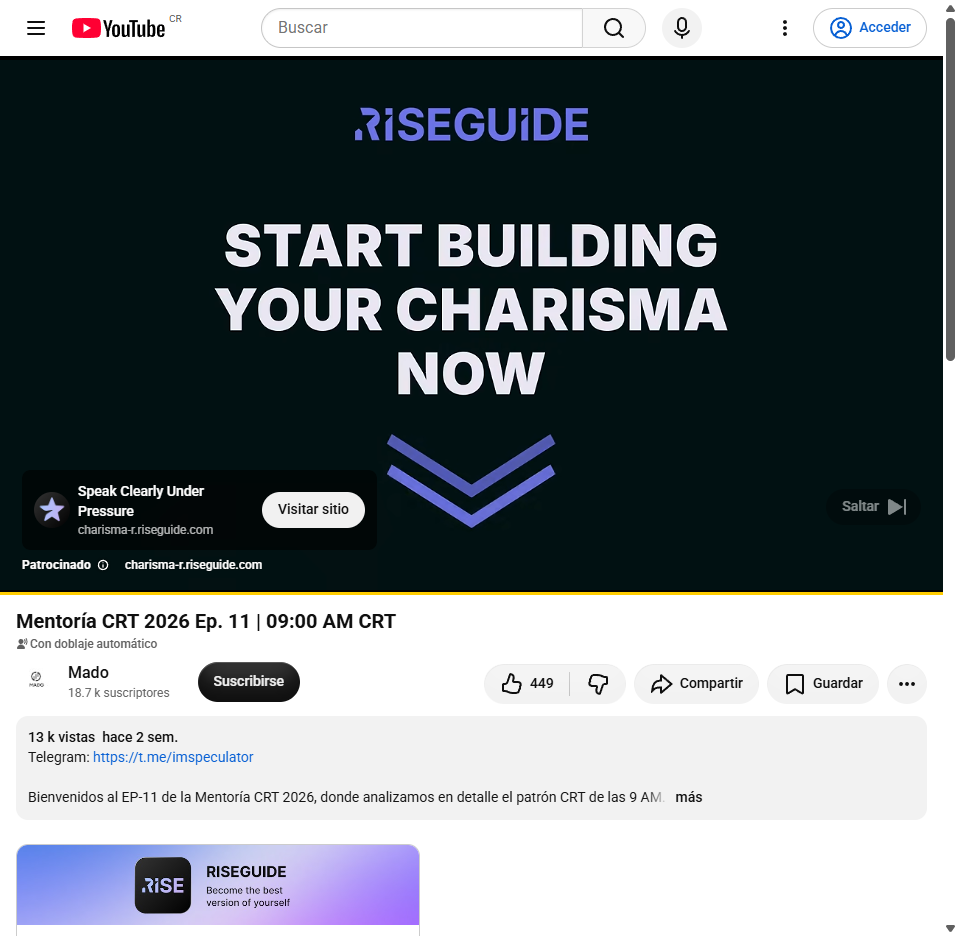 YouTube CR
Buscar
Acceder
RISEGUIDE
START BUILDING
YOUR CHARISMA
NOW
Speak Clearly Under
Pressure
charisma-r.riseguide.com
Visitar sitio
Saltar
Patrocinado
charisma-r.riseguide.com
Mentoría CRT 2026 Ep. 11 | 09:00 AM CRT
Con doblaje automático
MADO
Mado
18.7 k suscriptores
Suscribirse
449
Compartir
Guardar
13 k vistas hace 2 sem.
Telegram: https://t.me/imspeculator
Bienvenidos al EP-11 de la Mentoría CRT 2026, donde analizamos en detalle el patrón CRT de las 9 AM. más
RISE
RISEGUIDE
Become the best
version of yourself